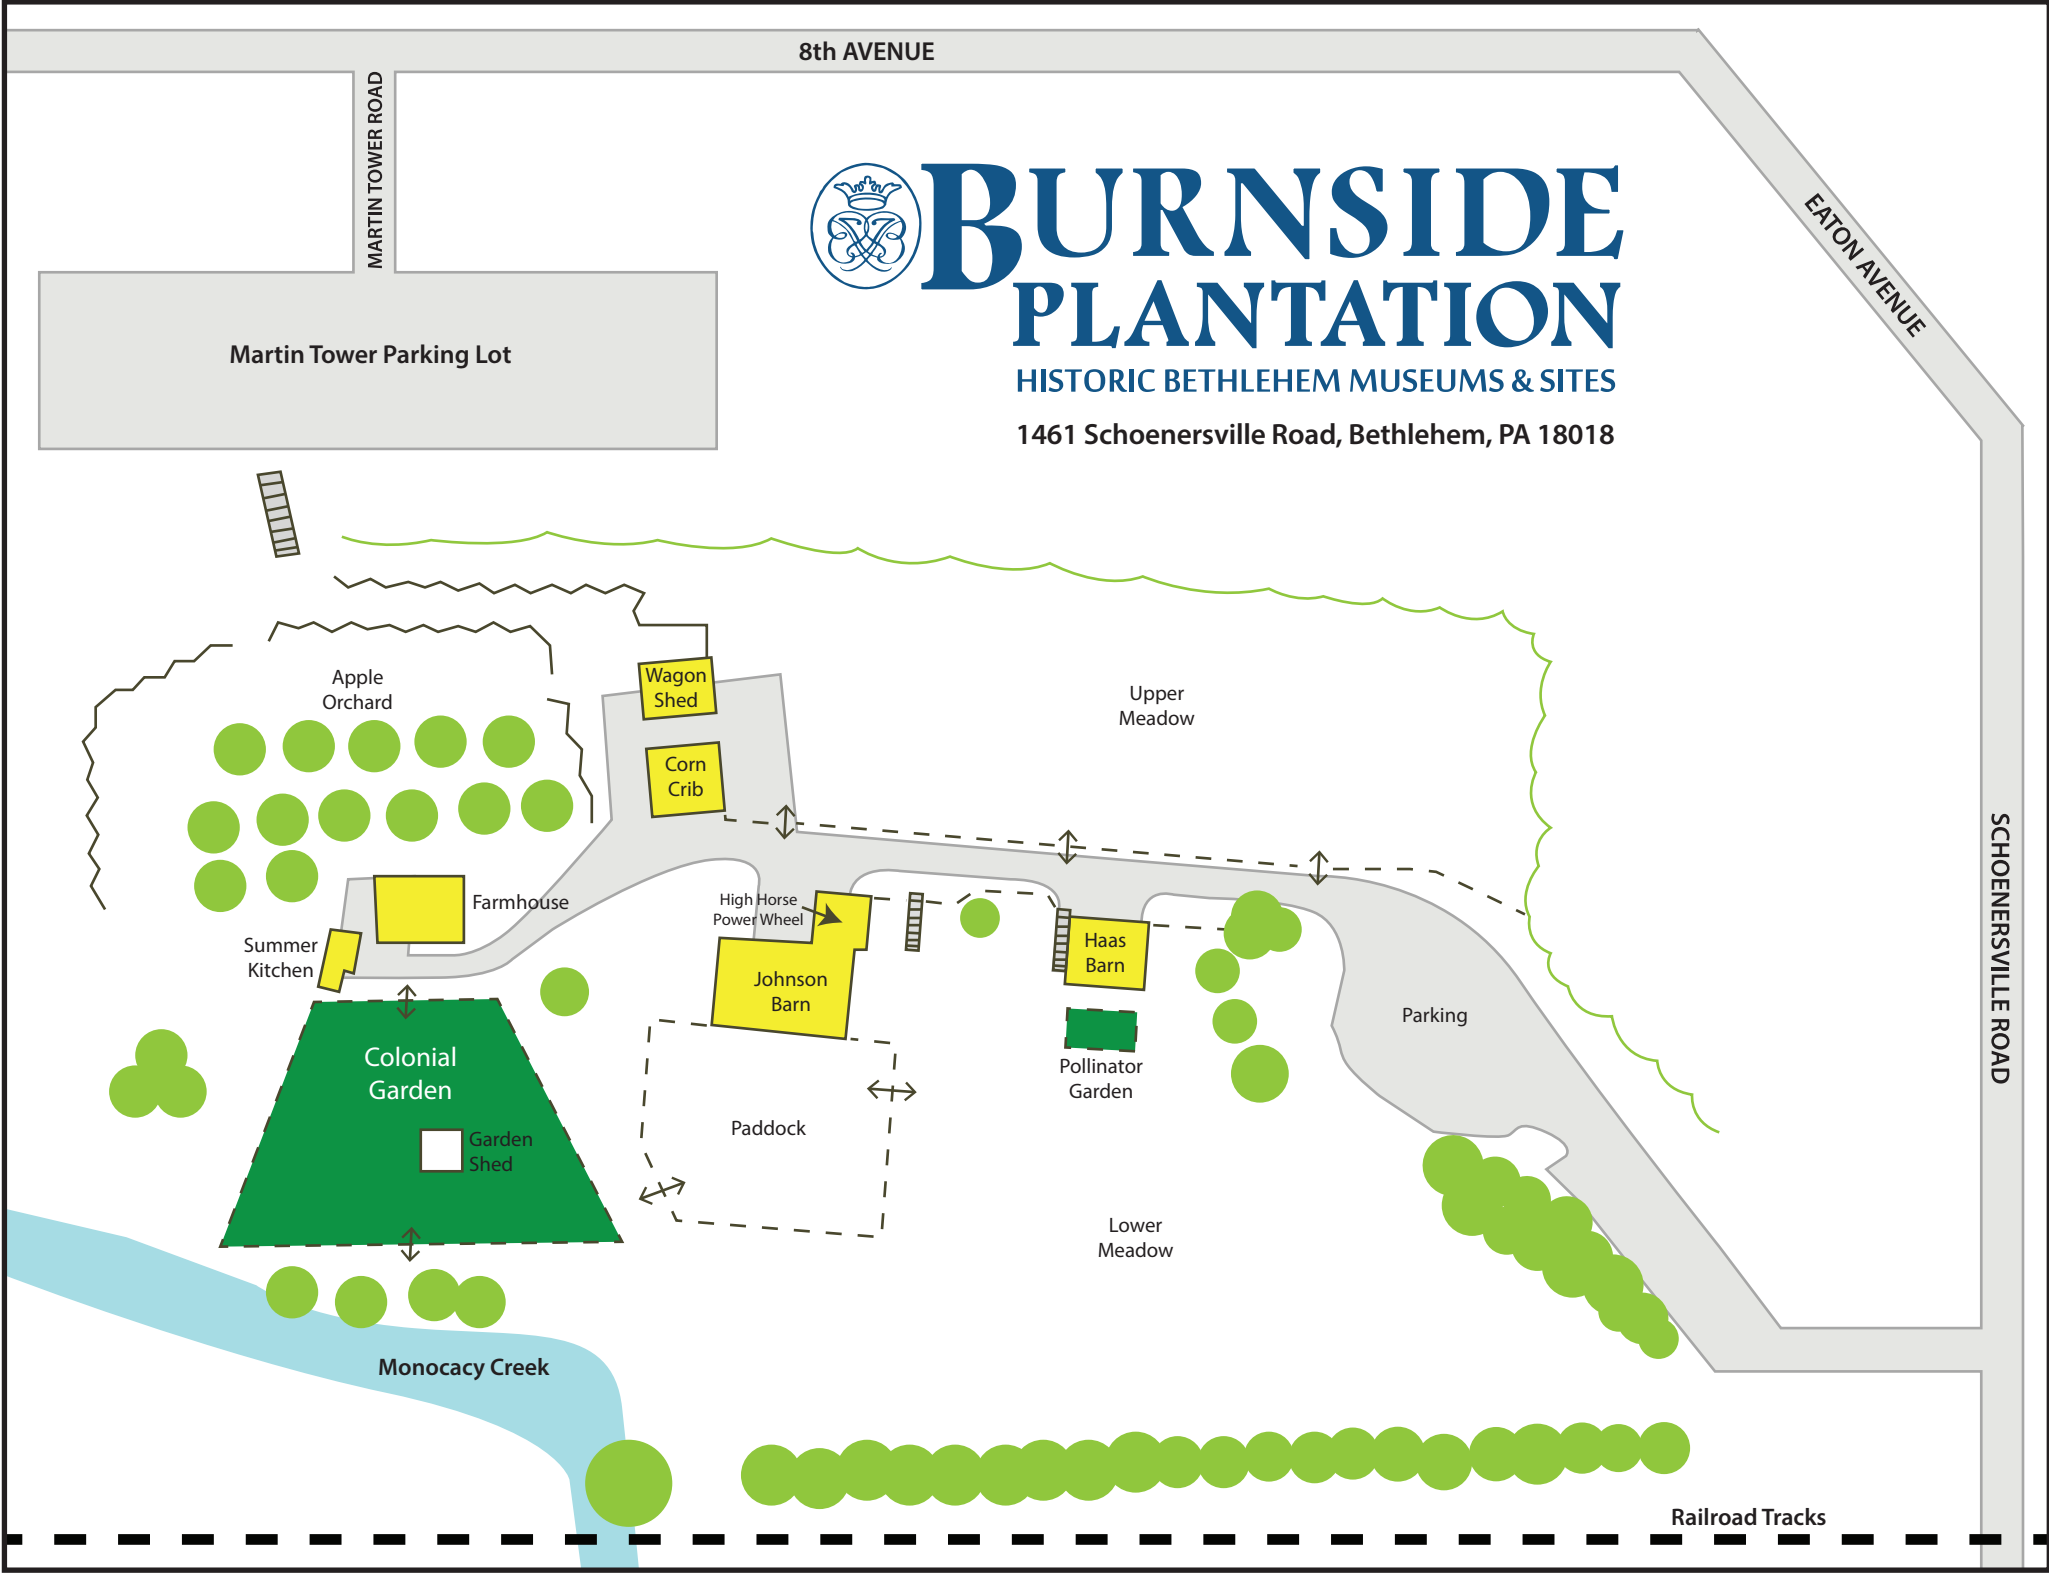 8th AVENUE
MARTIN TOWER ROAD
BURNSIDE
PLANTATION
HISTORIC BETHLEHEM MUSEUMS & SITES
1461 Schoenersville Road, Bethlehem, PA 18018
EATON AVENUE
Martin Tower Parking Lot
Apple
Orchard
Wagon
Shed
Upper
Meadow
Corn
Crib
SCHOENERSVILLE ROAD
Farmhouse
High Horse
Power Wheel
Summer
Kitchen
Johnson
Barn
Haas
Barn
Parking
Colonial
Garden
Pollinator
Garden
Paddock
Garden
Shed
Lower
Meadow
Monocacy Creek
Railroad Tracks